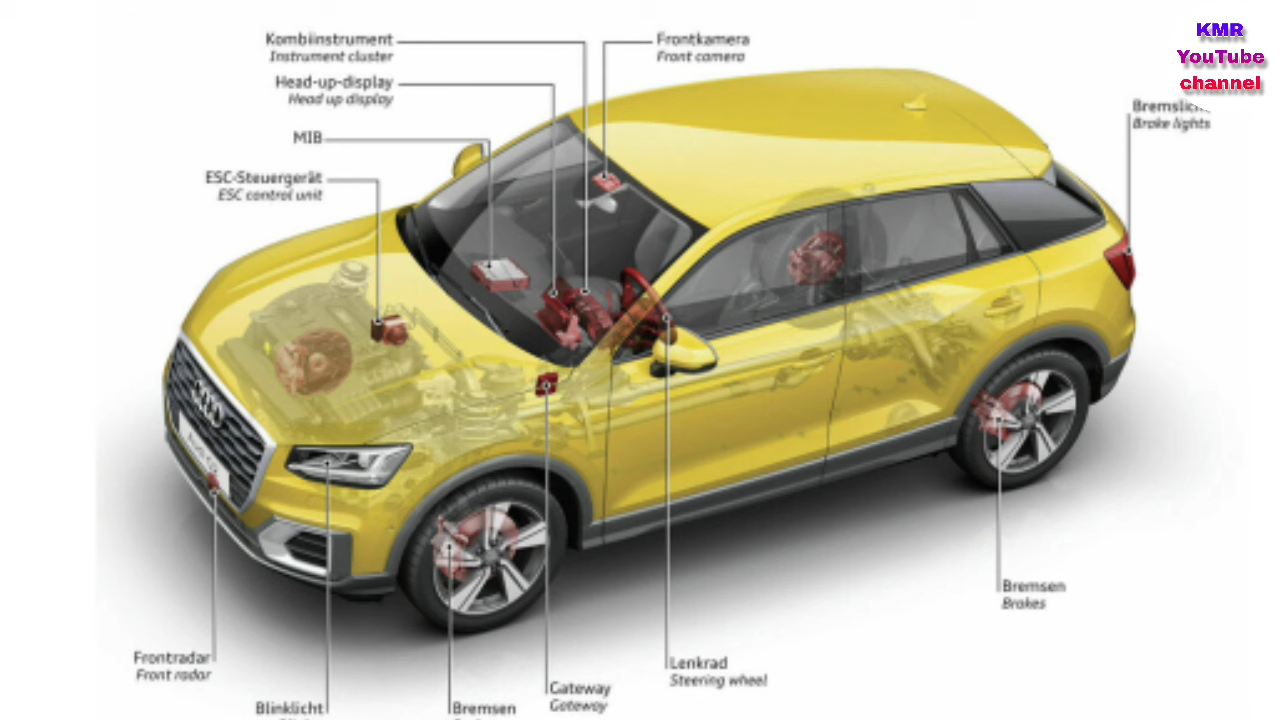 KMR
YouTube
channel
Kombiinstrument
Instrument cluster
Frontkamera
Front camera
Head-up-display
Head up display
Brake lights
MIB
ESC-Steuergerät
ESC control unit
Bremsen
Brakes
Frontradar
Front radar
Lenkrad
Steering wheel
Gateway
Gateway
Blinklicht
Bremsen